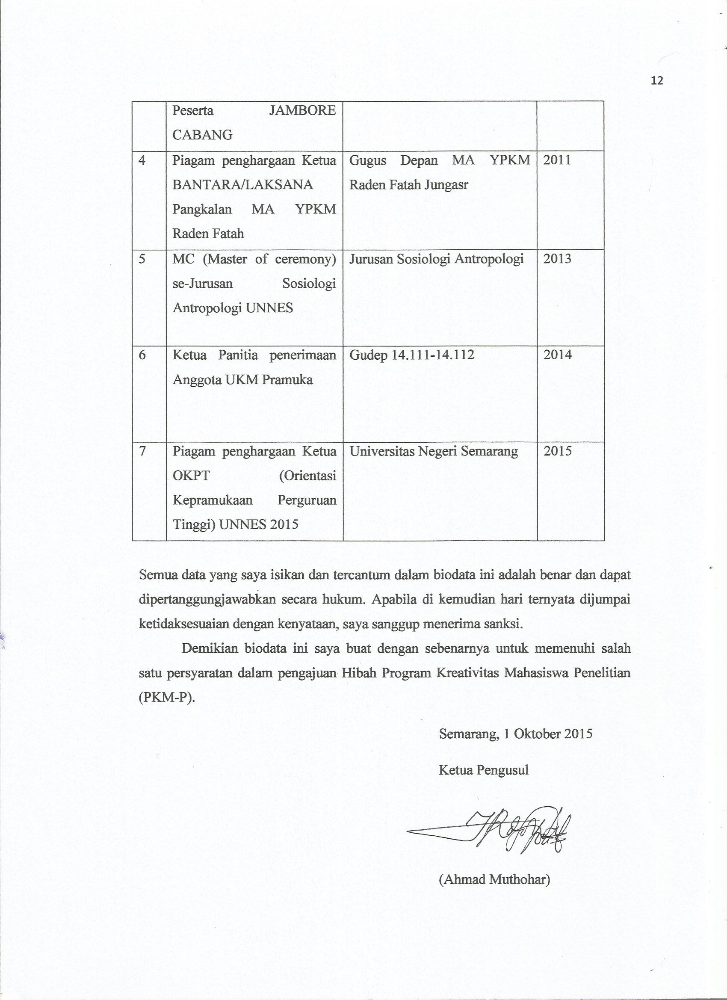 12
Peserta JAMBORE
CABANG
4 Piagam penghargaan Ketua Gugus Depan MA YPKM 2011
BANTARA/LAKSANA Raden Fatah Jungasr
Pangkalan MA YPKM
Raden Fatah
5 MC (Master of ceremony) Jurusan Sosiologi Antropologi 2013
se-Jurusan Sosiologi
Antropologi UNNES
6 Ketua Panitia penerimaan Gudep 14.111-14.112 2014
Anggota UKM Pramuka
7 Piagam penghargaan Ketua Universitas Negeri Semarang 2015
OKPT (Orientasi
Kepramukaan Perguruan
Tinggi) UNNES 2015
Semua data yang saya isikan dan tercantum dalam biodata ini adalah benar dan dapat
dipertanggungjawabkan secara hukum. Apabila di kemudian hari ternyata dijumpai
ketidaksesuaian dengan kenyataan, saya sanggup menerima sanksi.
Demikian biodata ini saya buat dengan sebenarnya untuk memenuhi salah
satu persyaratan dalam pengajuan Hibah Program Kreativitas Mahasiswa Penelitian
(PKM-P).
Semarang, 1 Oktober 2015
Ketua Pengusul
(Ahmad Muthohar)